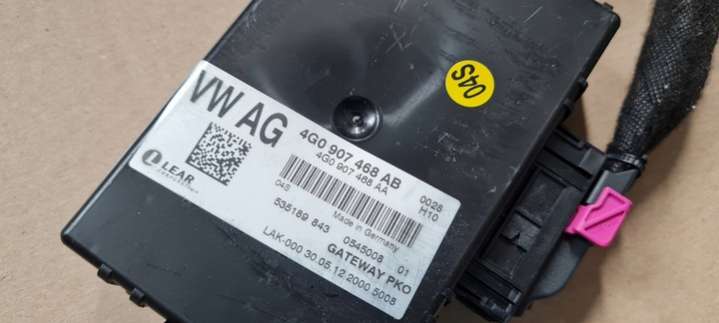 VW AG
04S
4G0 907 468 AB
4G0 907 468 AA
0028
H10
LEAR
CORPORATION
04S
Made in Germany
535189 843
0545008
01
GATEWAY PKO
LAK-000 30.05.12 2000 5008